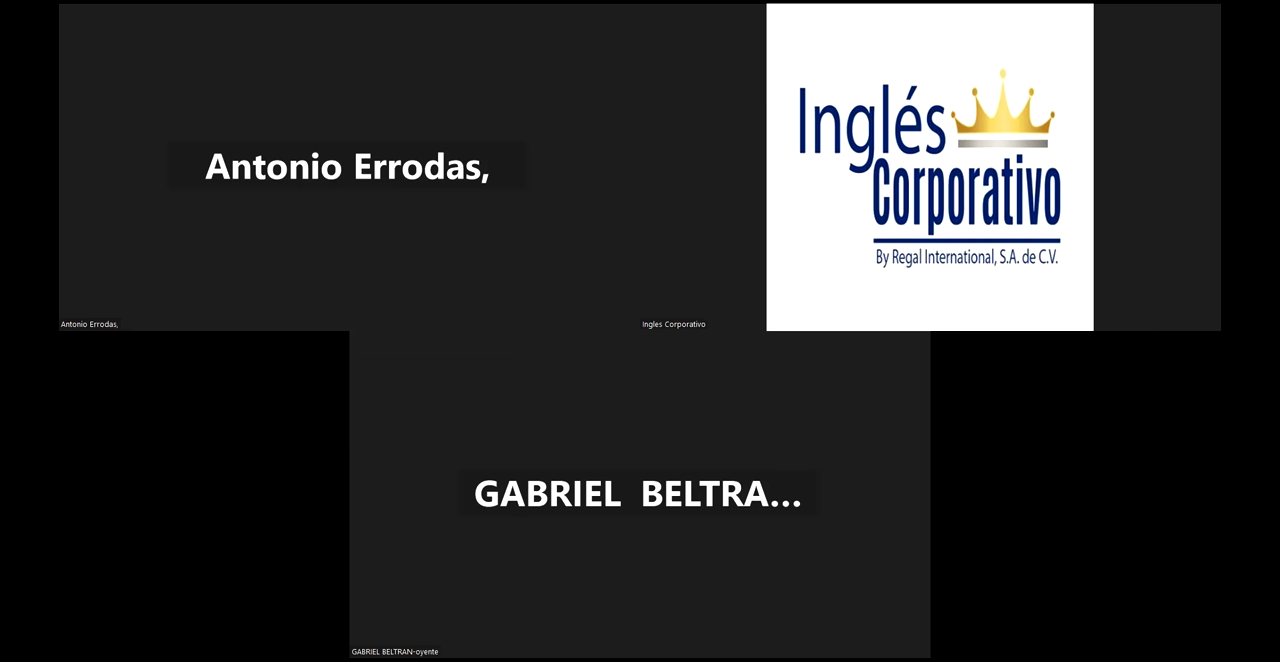 Antonio Errodas,
Inglés
Corporativo
By Regal International, S.A. de C.V.
Antonio Errodas,
Ingles Corporativo
GABRIEL BELTRA...
GABRIEL BELTRAN-oyente